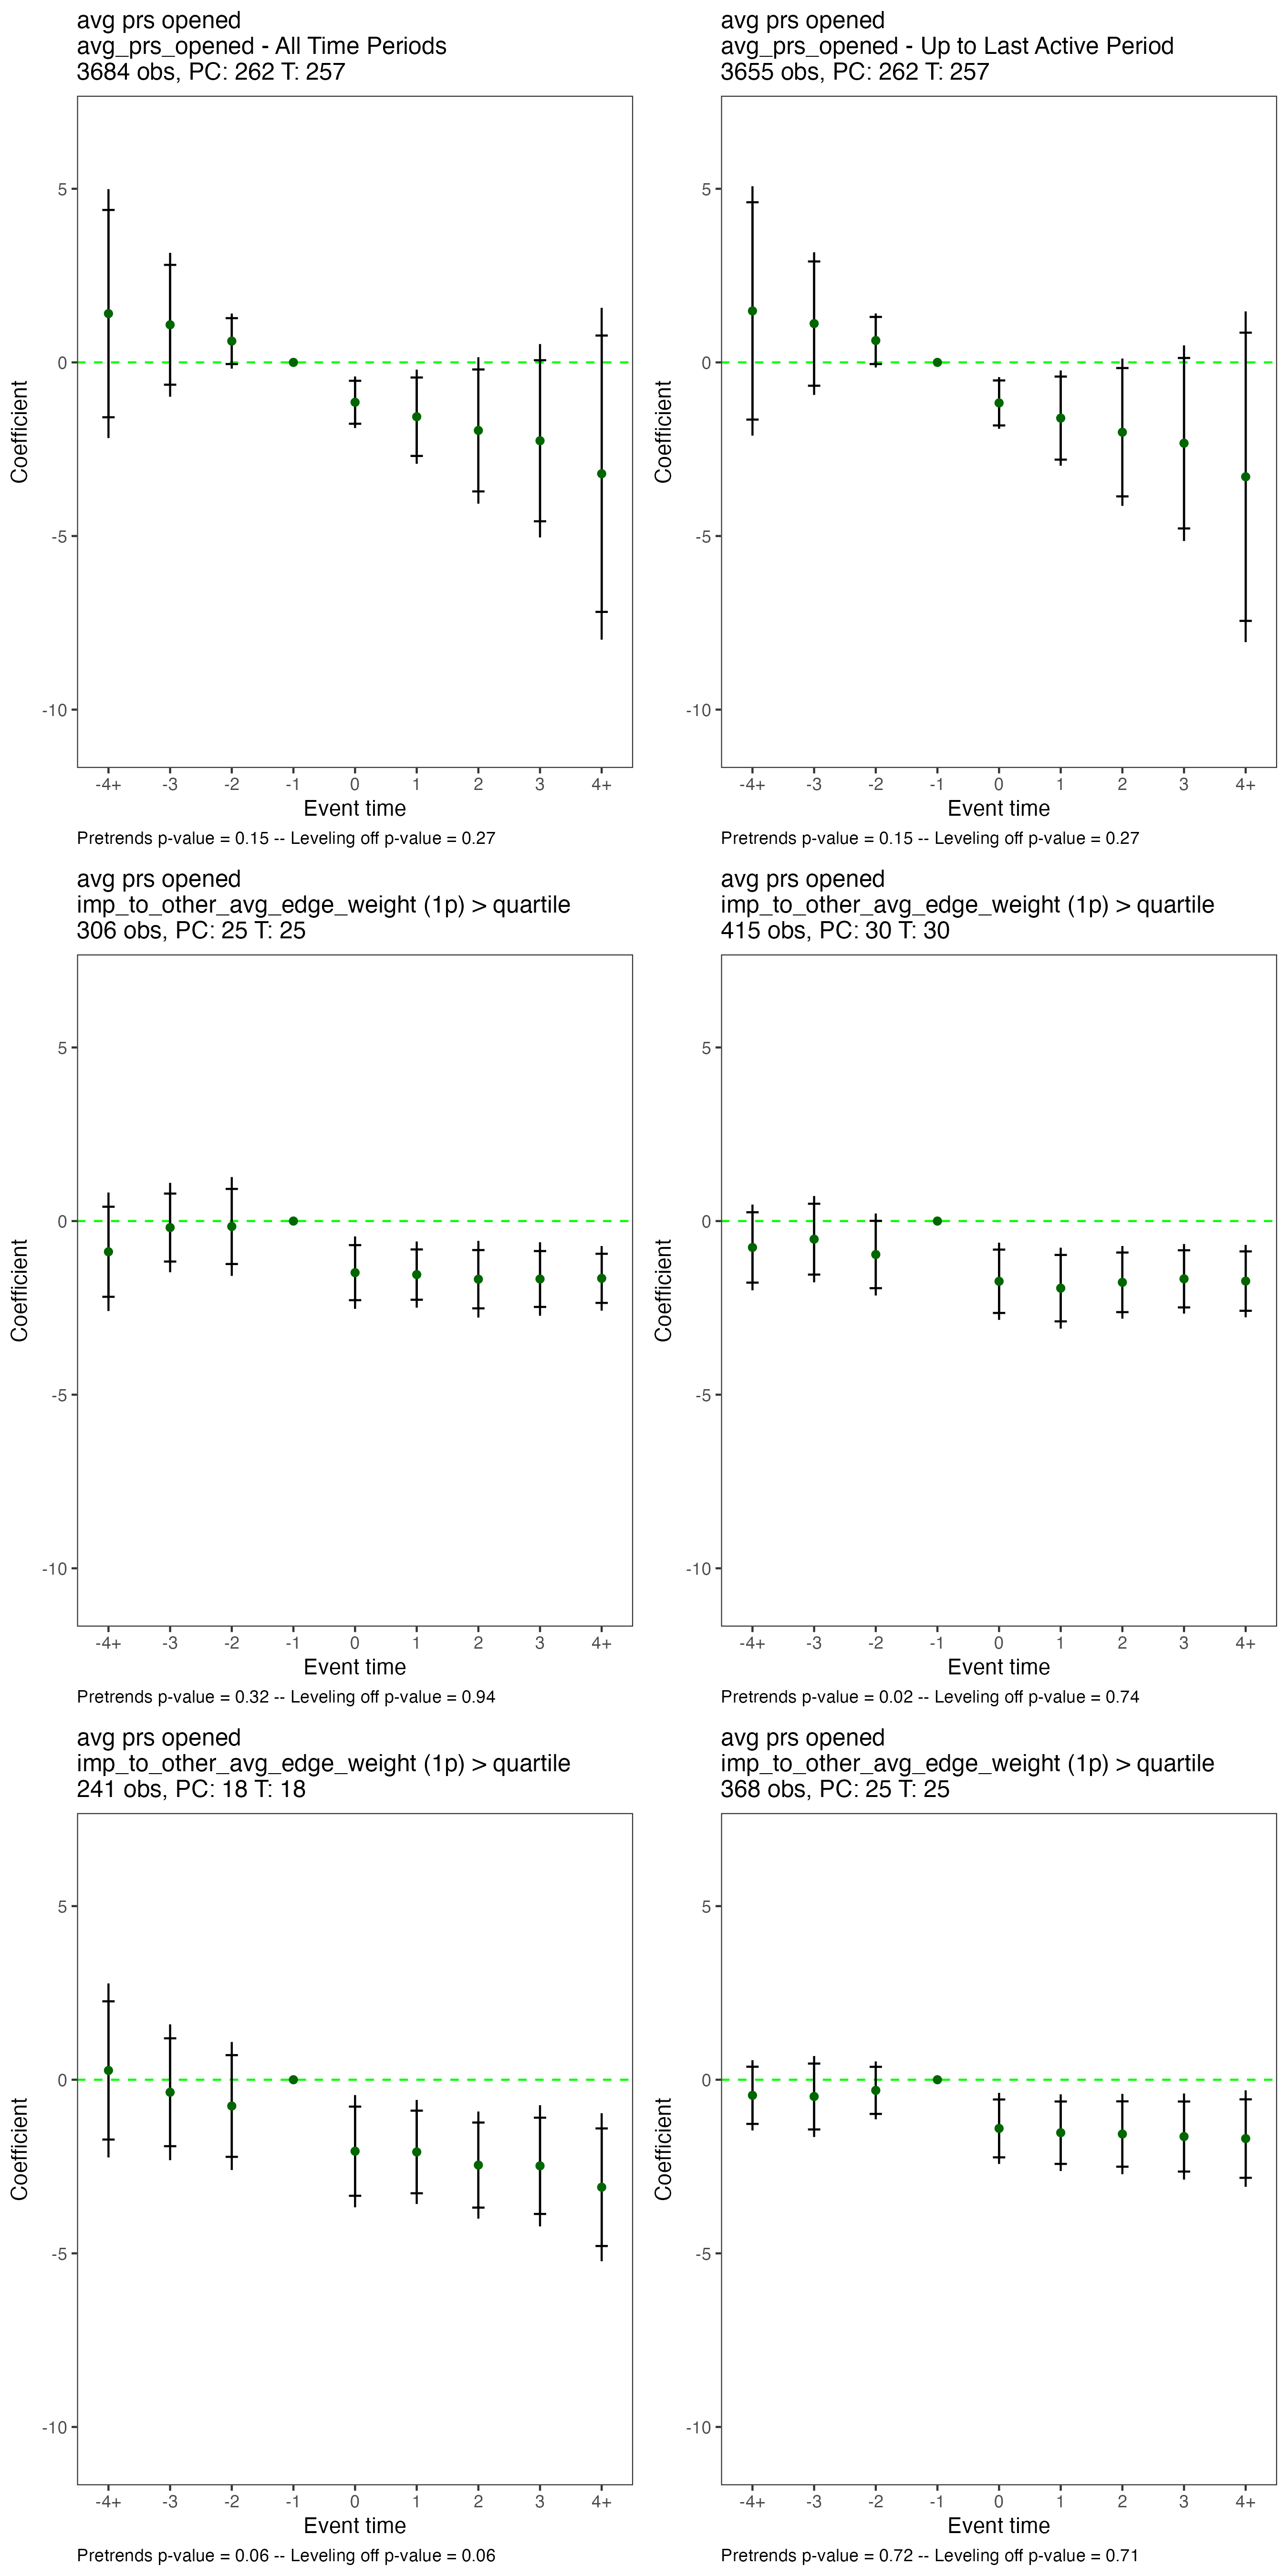 avg prs opened
avg_prs_opened - All Time Periods
3684 obs, PC: 262 T: 257
5
0
-5
-10
Coefficient
-4+ -3 -2 -1 0 1 2 3 4+
Event time
Pretrends p-value = 0.15 -- Leveling off p-value = 0.27
avg prs opened
avg_prs_opened - Up to Last Active Period
3655 obs, PC: 262 T: 257
5
0
-5
-10
Coefficient
-4+ -3 -2 -1 0 1 2 3 4+
Event time
Pretrends p-value = 0.15 -- Leveling off p-value = 0.27
avg prs opened
imp_to_other_avg_edge_weight (1p) > quartile
306 obs, PC: 25 T: 25
5
0
-5
-10
Coefficient
-4+ -3 -2 -1 0 1 2 3 4+
Event time
Pretrends p-value = 0.32 -- Leveling off p-value = 0.94
avg prs opened
imp_to_other_avg_edge_weight (1p) > quartile
415 obs, PC: 30 T: 30
5
0
-5
-10
Coefficient
-4+ -3 -2 -1 0 1 2 3 4+
Event time
Pretrends p-value = 0.02 -- Leveling off p-value = 0.74
avg prs opened
imp_to_other_avg_edge_weight (1p) > quartile
241 obs, PC: 18 T: 18
5
0
-5
-10
Coefficient
-4+ -3 -2 -1 0 1 2 3 4+
Event time
Pretrends p-value = 0.06 -- Leveling off p-value = 0.06
avg prs opened
imp_to_other_avg_edge_weight (1p) > quartile
368 obs, PC: 25 T: 25
5
0
-5
-10
Coefficient
-4+ -3 -2 -1 0 1 2 3 4+
Event time
Pretrends p-value = 0.72 -- Leveling off p-value = 0.71